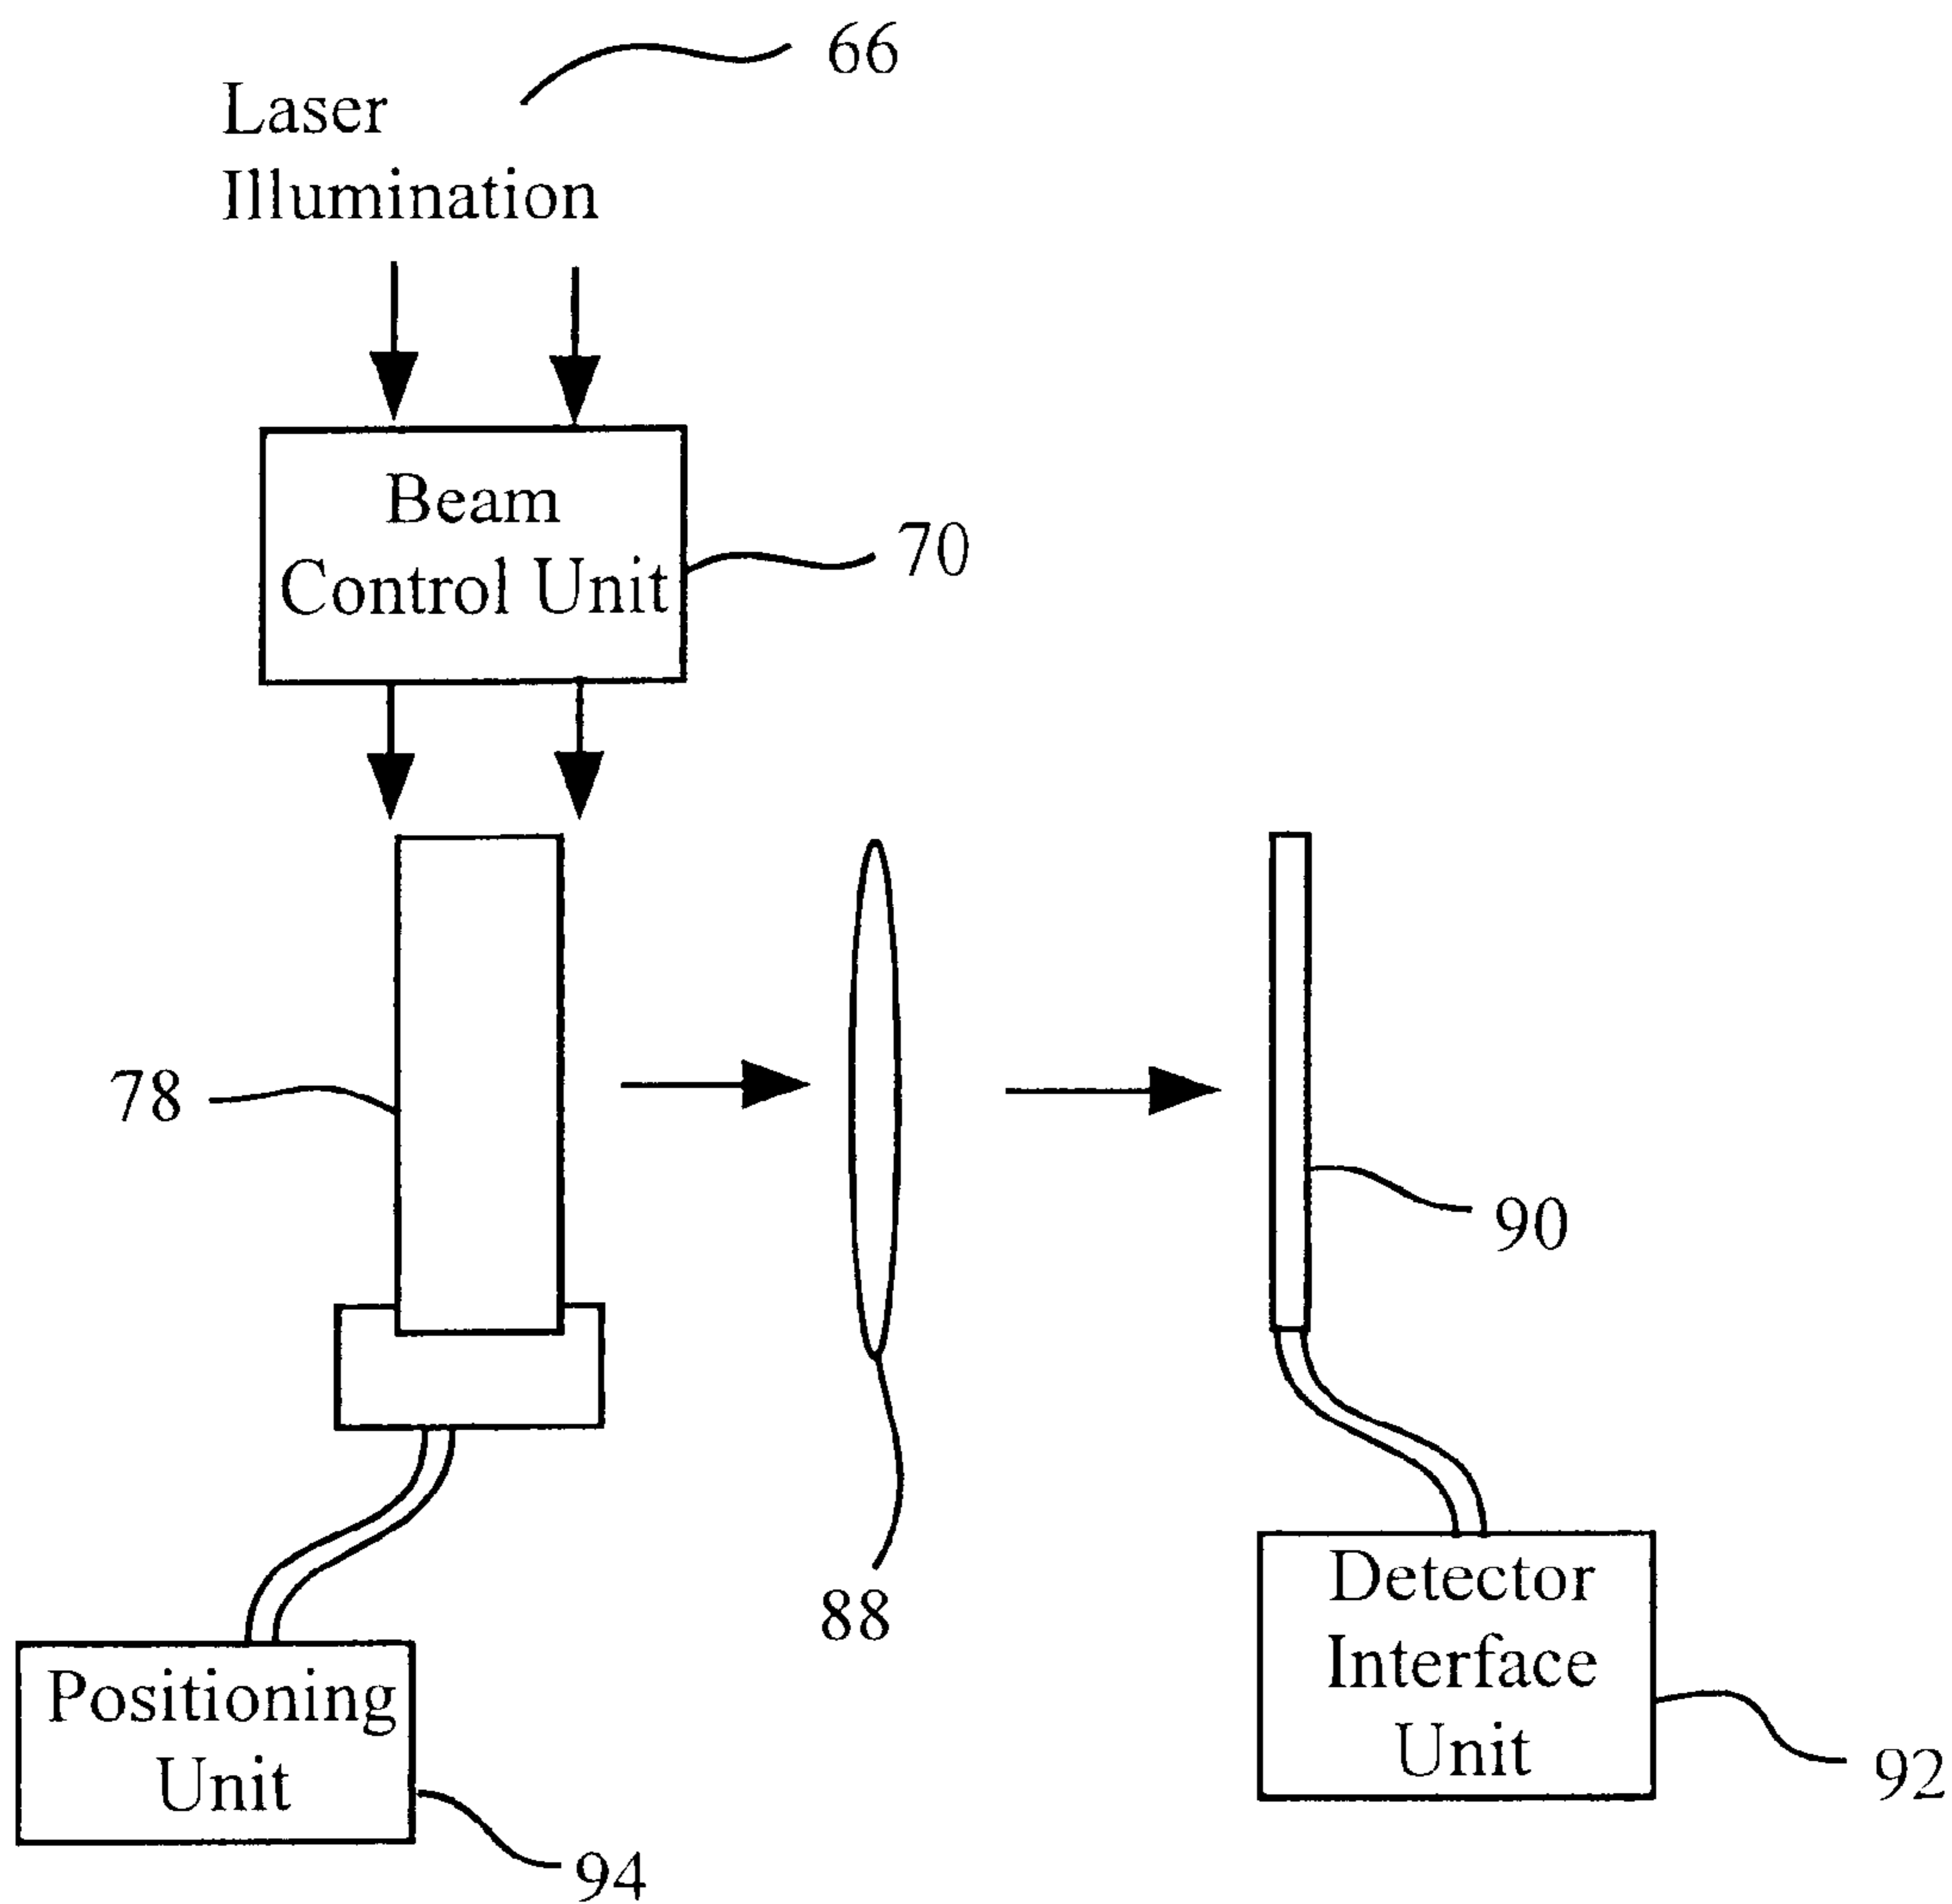 66
Laser
Illumination
Beam
Control Unit
70
78
90
88
Detector
Interface
Unit
92
Positioning
Unit
94